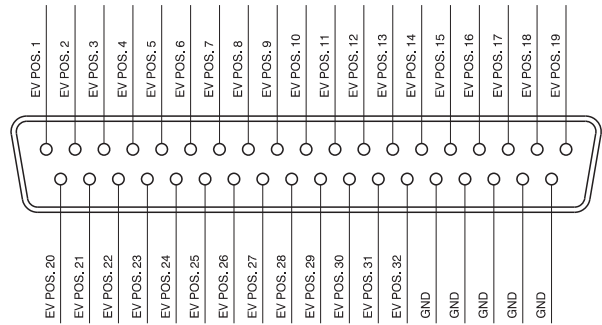 EV POS. 1
EV POS. 2
EV POS. 3
EV POS. 4
EV POS. 5
EV POS. 6
EV POS. 7
EV POS. 8
EV POS. 9
EV POS. 10
EV POS. 11
EV POS. 12
EV POS. 13
EV POS. 14
EV POS. 15
EV POS. 16
EV POS. 17
EV POS. 18
EV POS. 19
EV POS. 20
EV POS. 21
EV POS. 22
EV POS. 23
EV POS. 24
EV POS. 25
EV POS. 26
EV POS. 27
EV POS. 28
EV POS. 29
EV POS. 30
EV POS. 31
EV POS. 32
GND
GND
GND
GND
GND